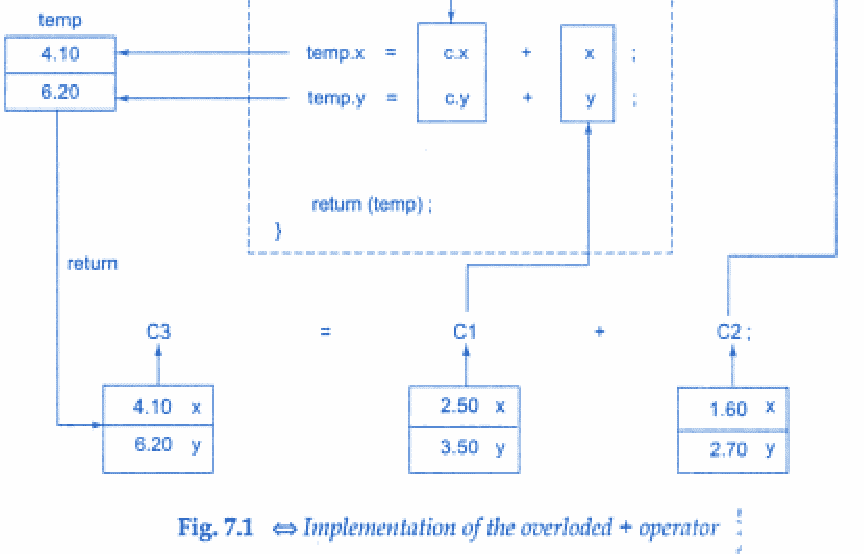 temp
4.10 temp.x = c.x + x ;
6.20 temp.y = c.y + y ;
return (temp) ;
}
return
C3 = C1 + C2 ;
4.10 x 2.50 x 1.60 x
6.20 y 3.50 y 2.70 y
Fig. 7.1 ⇔ Implementation of the overloded + operator